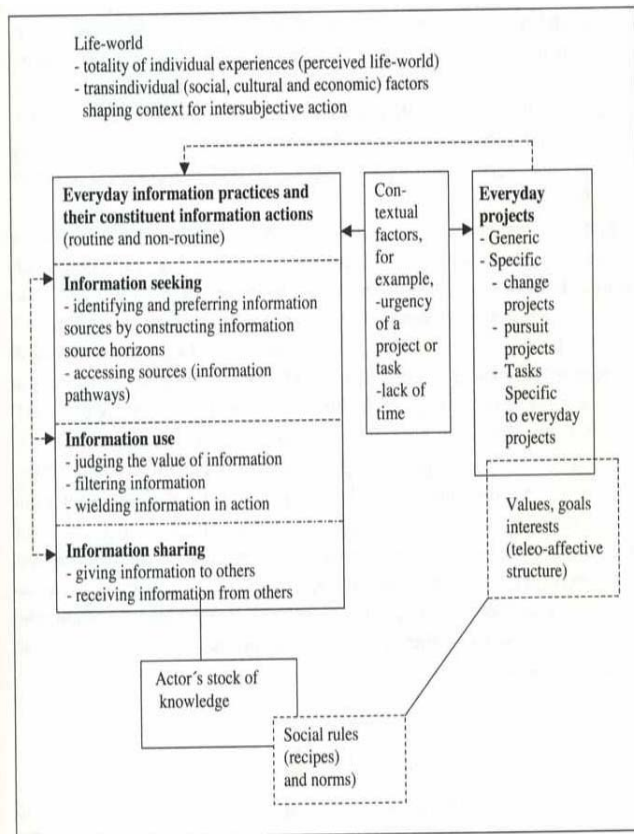 Life-world
- totality of individual experiences (perceived life-world)
- transindividual (social, cultural and economic) factors
shaping context for intersubjective action
Everyday information practices and
their constituent information actions
(routine and non-routine)
Information seeking
- identifying and preferring information
sources by constructing information
source horizons
- accessing sources (information
pathways)
Information use
- judging the value of information
- filtering information
- wielding information in action
Information sharing
- giving information to others
- receiving information from others
Con-
textual
factors,
for
example,
-urgency
of a
project or
task
-lack of
time
Everyday
projects
- Generic
- Specific
- change
projects
- pursuit
projects
- Tasks
Specific
to everyday
projects
Values, goals
interests
(teleo-affective
structure)
Actor´s stock of
knowledge
Social rules
(recipes)
and norms)